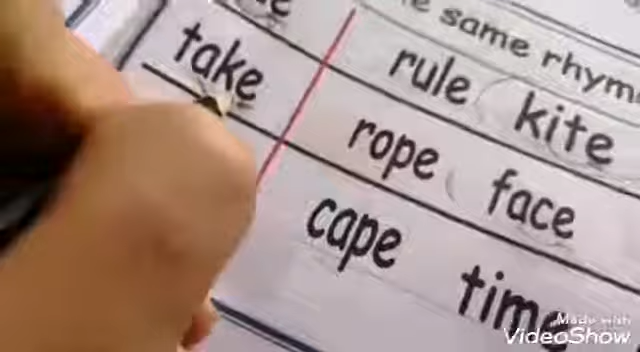 e same rhym
take rule kite
rope face
cape time
Made with
VideoShow